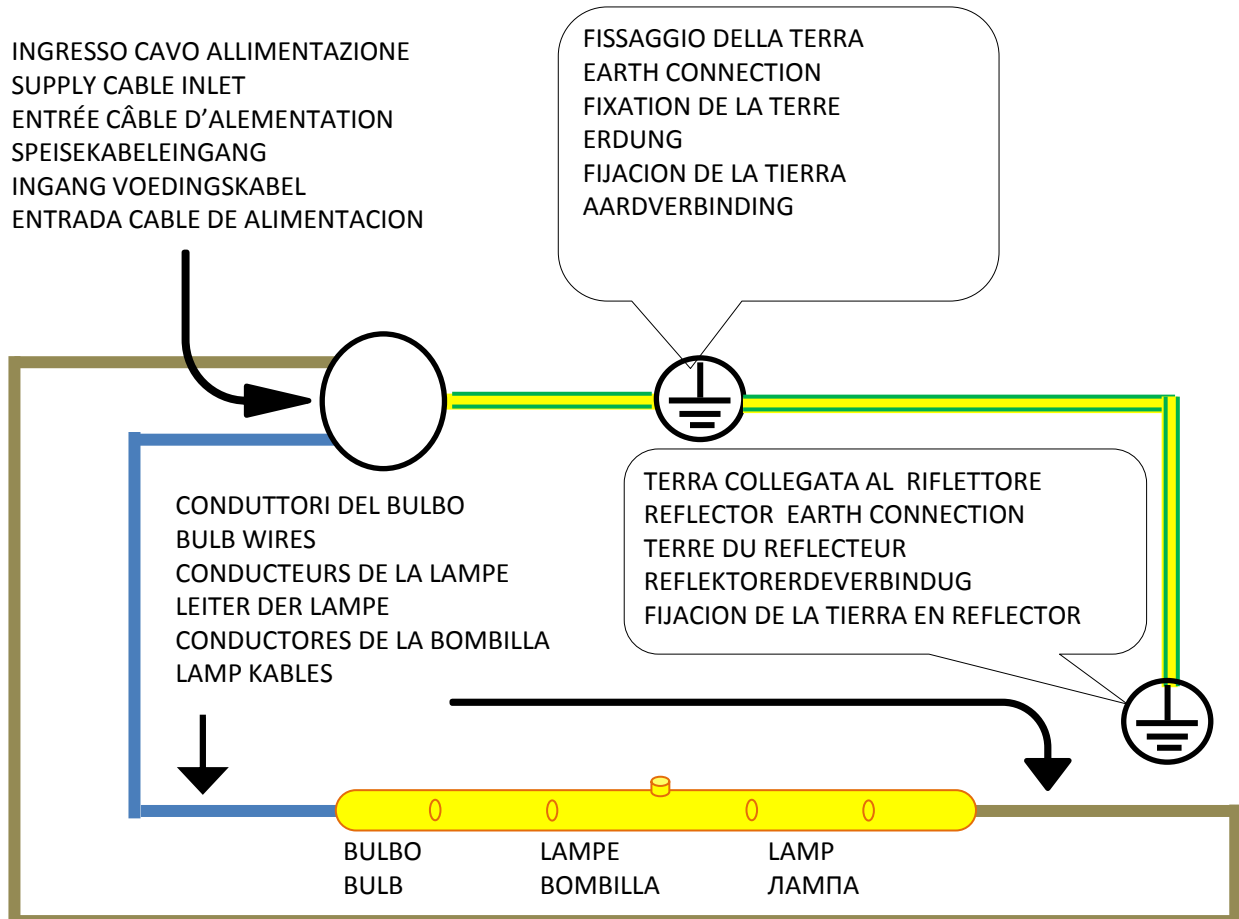 INGRESSO CAVO ALLIMENTAZIONE
SUPPLY CABLE INLET
ENTRÉE CÂBLE D’ALEMENTATION
SPEISEKABELEINGANG
INGANG VOEDINGSKABEL
ENTRADA CABLE DE ALIMENTACION
FISSAGGIO DELLA TERRA
EARTH CONNECTION
FIXATION DE LA TERRE
ERDUNG
FIJACION DE LA TIERRA
AARDVERBINDING
CONDUTTORI DEL BULBO
BULB WIRES
CONDUCTEURS DE LA LAMPE
LEITER DER LAMPE
CONDUCTORES DE LA BOMBILLA
LAMP KABLES
TERRA COLLEGATA AL RIFLETTORE
REFLECTOR EARTH CONNECTION
TERRE DU REFLECTEUR
REFLEKTORERDEVERBINDUG
FIJACION DE LA TIERRA EN REFLECTOR
BULBO LAMPE LAMP
BULB BOMBILLA ЛАМПА